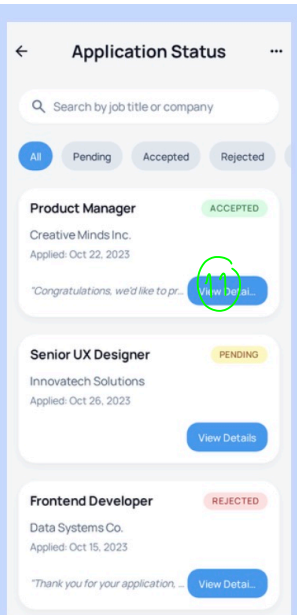 Application Status
Search by job title or company
All Pending Accepted Rejected
Product Manager ACCEPTED
Creative Minds Inc.
Applied: Oct 22, 2023
"Congratulations, we'd like to pr... View Detai...
Senior UX Designer PENDING
Innovatech Solutions
Applied: Oct 26, 2023
View Details
Frontend Developer REJECTED
Data Systems Co.
Applied: Oct 15, 2023
"Thank you for your application, ... View Detai...